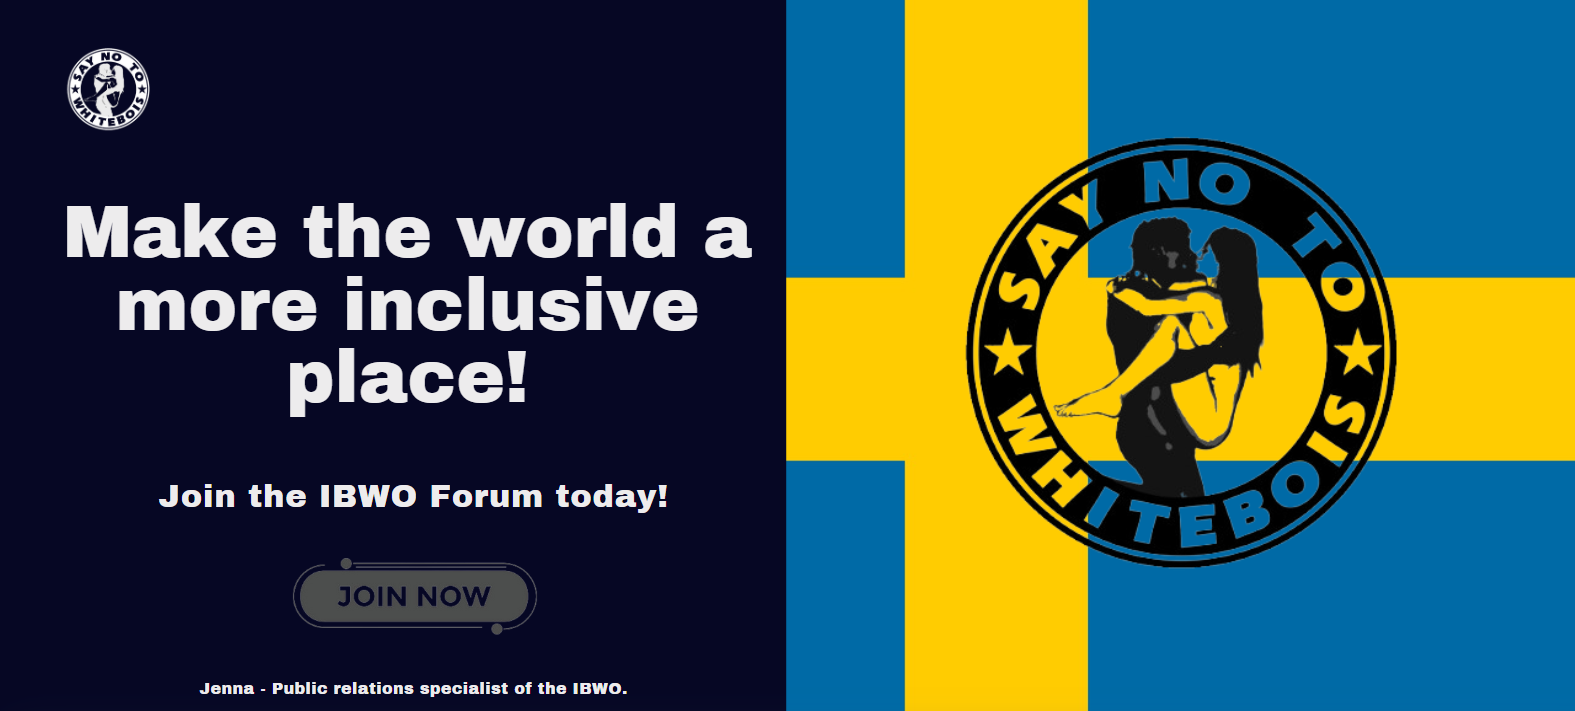 SAY NO TO
WHITEBOIS
Make the world a
more inclusive
place!
Join the IBWO Forum today!
JOIN NOW
Jenna - Public relations specialist of the IBWO.
SAY NO TO
WHITEBOIS